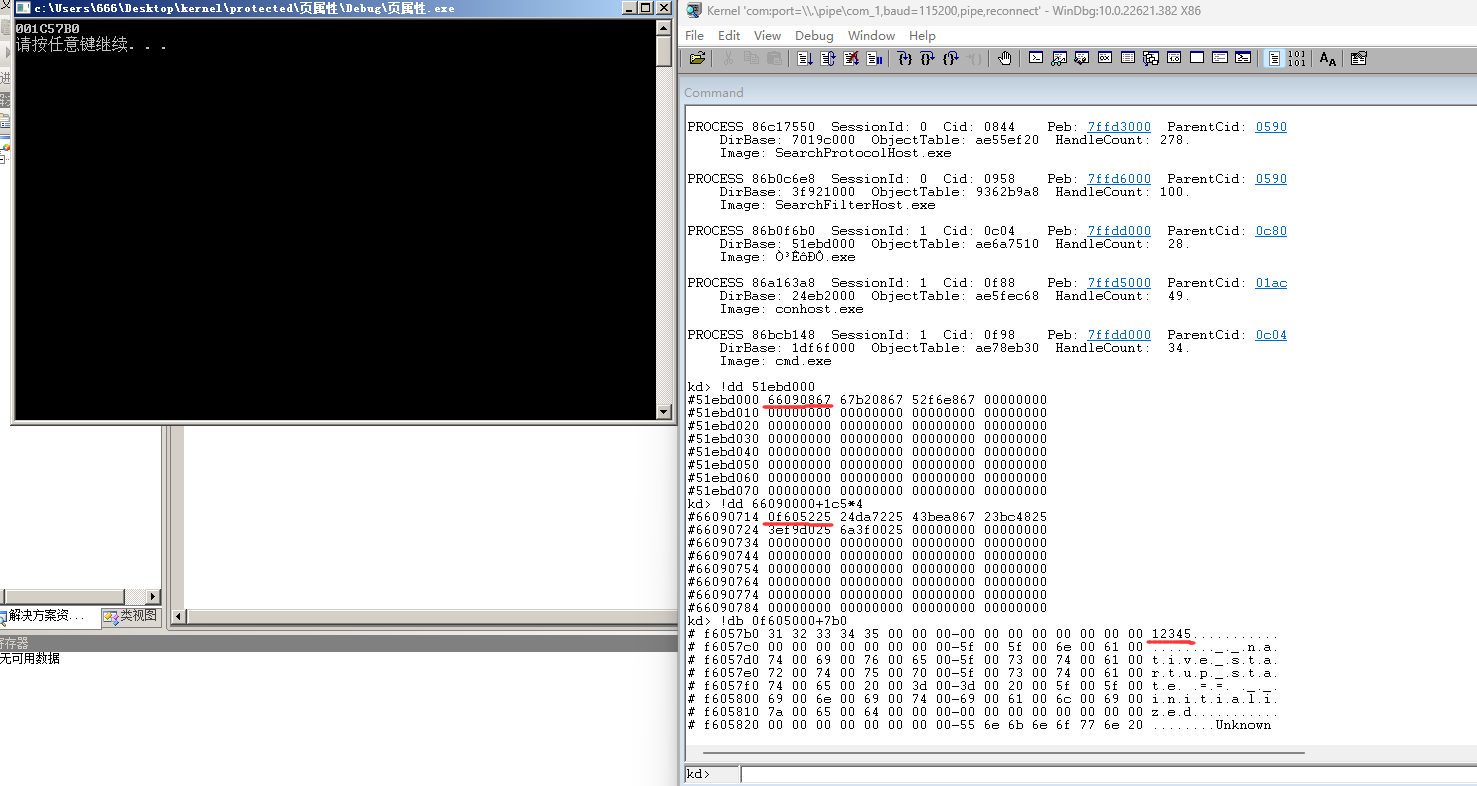 c:\Users\666\Desktop\kernel\protected\页属性\Debug\页属性.exe
001C57B0
请按任意键继续. . .
解决方案资...
类视图
寄存器
无可用数据
Kernel 'com:port=\\.\pipe\com_1,baud=115200,pipe,reconnect' - WinDbg:10.0.22621.382 X86
File Edit View Debug Window Help
Command
PROCESS 86c17550 SessionId: 0 Cid: 0844 Peb: 7ffd3000 ParentCid: 0590
DirBase: 7019c000 ObjectTable: ae55ef20 HandleCount: 278.
Image: SearchProtocolHost.exe
PROCESS 86b0c6e8 SessionId: 0 Cid: 0958 Peb: 7ffd6000 ParentCid: 0590
DirBase: 3f921000 ObjectTable: 9362b9a8 HandleCount: 100.
Image: SearchFilterHost.exe
PROCESS 86b0f6b0 SessionId: 1 Cid: 0c04 Peb: 7ffdd000 ParentCid: 0c80
DirBase: 51ebd000 ObjectTable: ae6a7510 HandleCount: 28.
Image: Ò³ÊôÐÔ.exe
PROCESS 86a163a8 SessionId: 1 Cid: 0f88 Peb: 7ffd5000 ParentCid: 01ac
DirBase: 24eb2000 ObjectTable: ae5fec68 HandleCount: 49.
Image: conhost.exe
PROCESS 86bcb148 SessionId: 1 Cid: 0f98 Peb: 7ffdd000 ParentCid: 0c04
DirBase: 1df6f000 ObjectTable: ae78eb30 HandleCount: 34.
Image: cmd.exe
kd> !dd 51ebd000
#51ebd000 66090867 67b20867 52f6e867 00000000
#51ebd010 00000000 00000000 00000000 00000000
#51ebd020 00000000 00000000 00000000 00000000
#51ebd030 00000000 00000000 00000000 00000000
#51ebd040 00000000 00000000 00000000 00000000
#51ebd050 00000000 00000000 00000000 00000000
#51ebd060 00000000 00000000 00000000 00000000
#51ebd070 00000000 00000000 00000000 00000000
kd> !dd 66090000+1c5*4
#66090714 0f605225 24da7225 43bea867 23bc4825
#66090724 3ef9d025 6a3f0025 00000000 00000000
#66090734 00000000 00000000 00000000 00000000
#66090744 00000000 00000000 00000000 00000000
#66090754 00000000 00000000 00000000 00000000
#66090764 00000000 00000000 00000000 00000000
#66090774 00000000 00000000 00000000 00000000
#66090784 00000000 00000000 00000000 00000000
kd> !db 0f605000+7b0
# f6057b0 31 32 33 34 35 00 00 00-00 00 00 00 00 00 00 00 12345...........
# f6057c0 00 00 00 00 00 00 00 00-5f 00 5f 00 6e 00 61 00 ........_._.n.a.
# f6057d0 74 00 69 00 76 00 65 00-5f 00 73 00 74 00 61 00 t.i.v.e._.s.t.a.
# f6057e0 72 00 74 00 75 00 70 00-5f 00 73 00 74 00 61 00 r.t.u.p._.s.t.a.
# f6057f0 74 00 65 00 20 00 3d 00-3d 00 20 00 5f 00 5f 00 t.e. .=.=. ._._.
# f605800 69 00 6e 00 69 00 74 00-69 00 61 00 6c 00 69 00 i.n.i.t.i.a.l.i.
# f605810 7a 00 65 00 64 00 00 00-00 00 00 00 00 00 00 00 z.e.d...........
# f605820 00 00 00 00 00 00 00 00-55 6e 6b 6e 6f 77 6e 20 ........Unknown
kd>